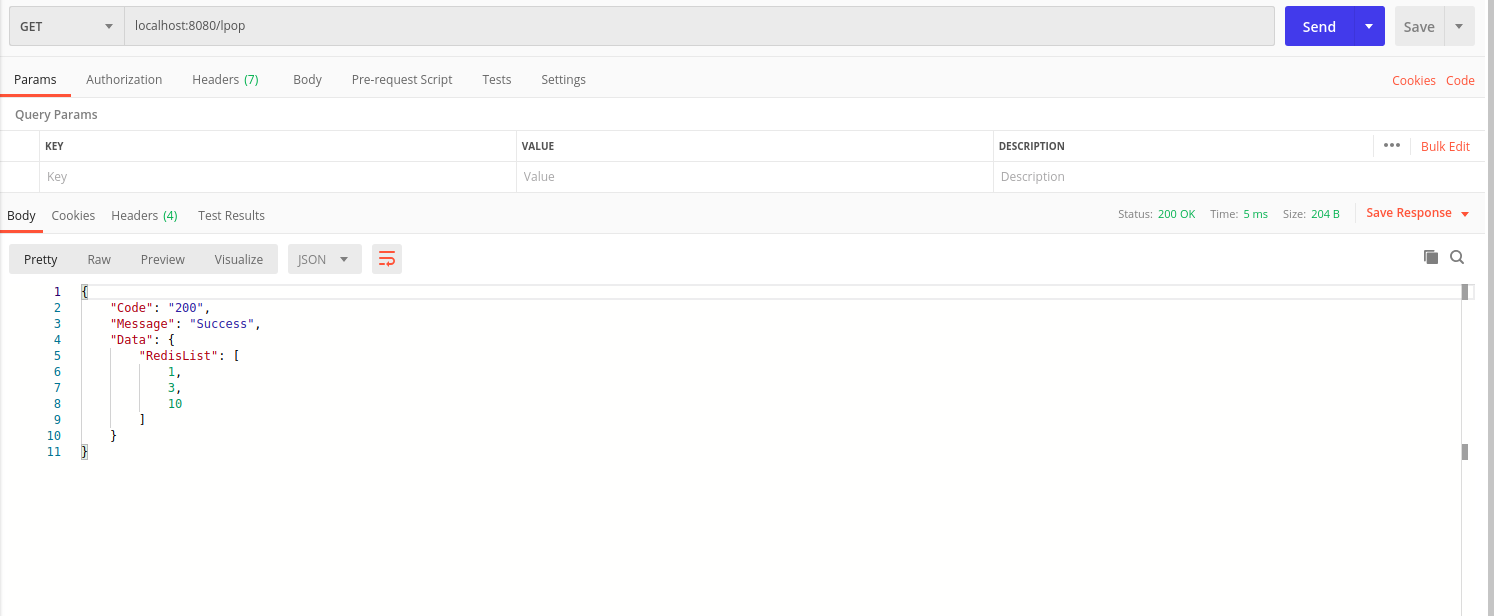 GET localhost:8080/lpop Send Save
Params Authorization Headers (7) Body Pre-request Script Tests Settings Cookies Code
Query Params
KEY VALUE DESCRIPTION ••• Bulk Edit
Key Value Description
Body Cookies Headers (4) Test Results Status: 200 OK Time: 5 ms Size: 204 B Save Response
Pretty Raw Preview Visualize JSON
1 {
2 "Code": "200",
3 "Message": "Success",
4 "Data": {
5 "RedisList": [
6 1,
7 3,
8 10
9 ]
10 }
11 }